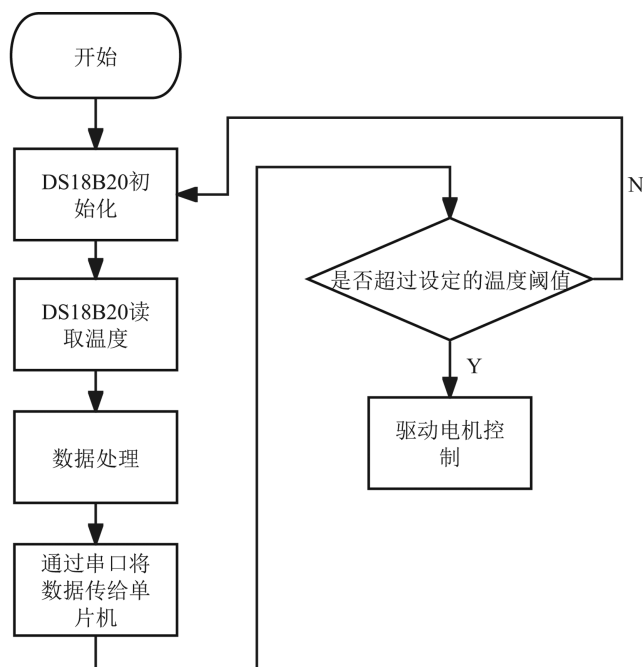 开始
DS18B20初
始化
DS18B20读
取温度
数据处理
通过串口将
数据传给单
片机
是否超过设定的温度阈值
N
Y
驱动电机控
制